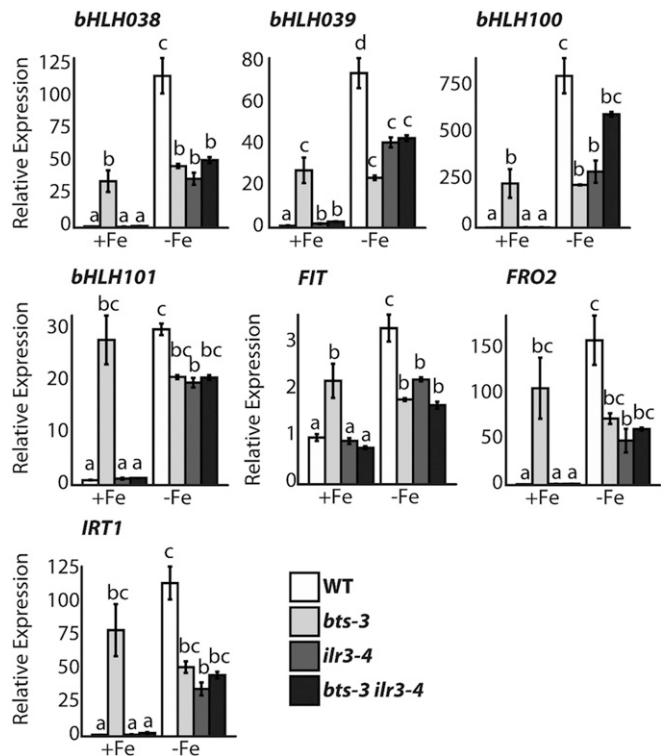 bHLH038
Relative Expression
125
100
75
50
25
0
a b a a c b b b
+Fe -Fe
bHLH039
80
60
40
20
0
a c b b d c c c
+Fe -Fe
bHLH100
750
500
250
0
a b a a c b b bc
+Fe -Fe
bHLH101
Relative Expression
30
20
10
0
a bc a a c bc b bc
+Fe -Fe
FIT
Relative Expression
3
2
1
0
a b a a c b b b
+Fe -Fe
FRO2
150
100
50
0
a bc a a c bc b bc
+Fe -Fe
IRT1
Relative Expression
125
100
75
50
25
0
a bc a a c bc b bc
+Fe -Fe
WT
bts-3
ilr3-4
bts-3 ilr3-4